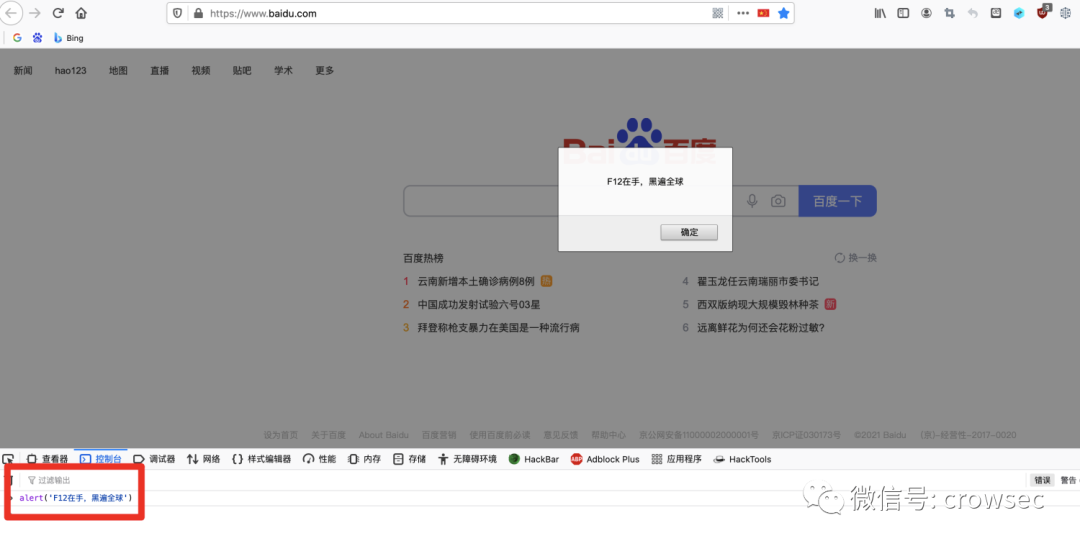 https://www.baidu.com
3
Bing
新闻 hao123 地图 直播 视频 贴吧 学术 更多
Bai du 百度
F12在手，黑遍全球
确定
百度一下
百度热榜 换一换
1 云南新增本土确诊病例8例 热
4 翟玉龙任云南瑞丽市委书记
2 中国成功发射试验六号03星
5 西双版纳现大规模毁林种茶 新
3 拜登称枪支暴力在美国是一种流行病
6 远离鲜花为何还会花粉过敏?
设为首页 关于百度 About Baidu 百度营销 使用百度前必读 意见反馈 帮助中心 京公网安备11000002000001号 京ICP证030173号 ©2021 Baidu (京)-经营性-2017-0020
查看器 控制台 调试器 网络 {} 样式编辑器 性能 内存 存储 无障碍环境 HackBar ABP Adblock Plus 应用程序 HackTools
过滤输出 错误 警告
alert('F12在手，黑遍全球')
微信号: crowsec